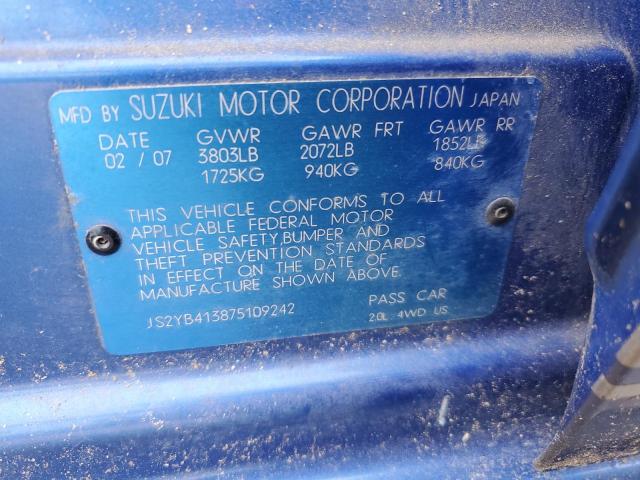 MFD BY SUZUKI MOTOR CORPORATION JAPAN
DATE GVWR GAWR FRT GAWR RR
02 / 07 3803LB 2072LB 1852LB
1725KG 940KG 840KG
THIS VEHICLE CONFORMS TO ALL
APPLICABLE FEDERAL MOTOR
VEHICLE SAFETY,BUMPER AND
THEFT PREVENTION STANDARDS
IN EFFECT ON THE DATE OF
MANUFACTURE SHOWN ABOVE.
JS2YB413875109242 PASS CAR
2.0L 4WD US